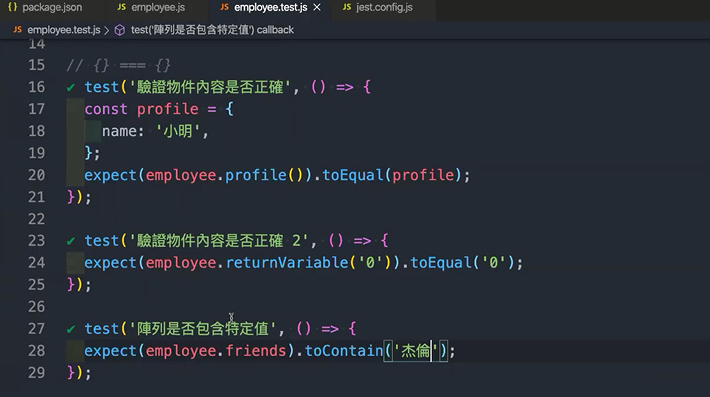 package.json employee.js employee.test.js jest.config.js
employee.test.js > test('陣列是否包含特定值') callback
14
15 // {} === {}
16 test('驗證物件內容是否正確', () => {
17 const profile = {
18 name: '小明',
19 };
20 expect(employee.profile()).toEqual(profile);
21 });
22
23 test('驗證物件內容是否正確 2', () => {
24 expect(employee.returnVariable('0')).toEqual('0');
25 });
26
27 test('陣列是否包含特定值', () => {
28 expect(employee.friends).toContain('杰倫');
29 });